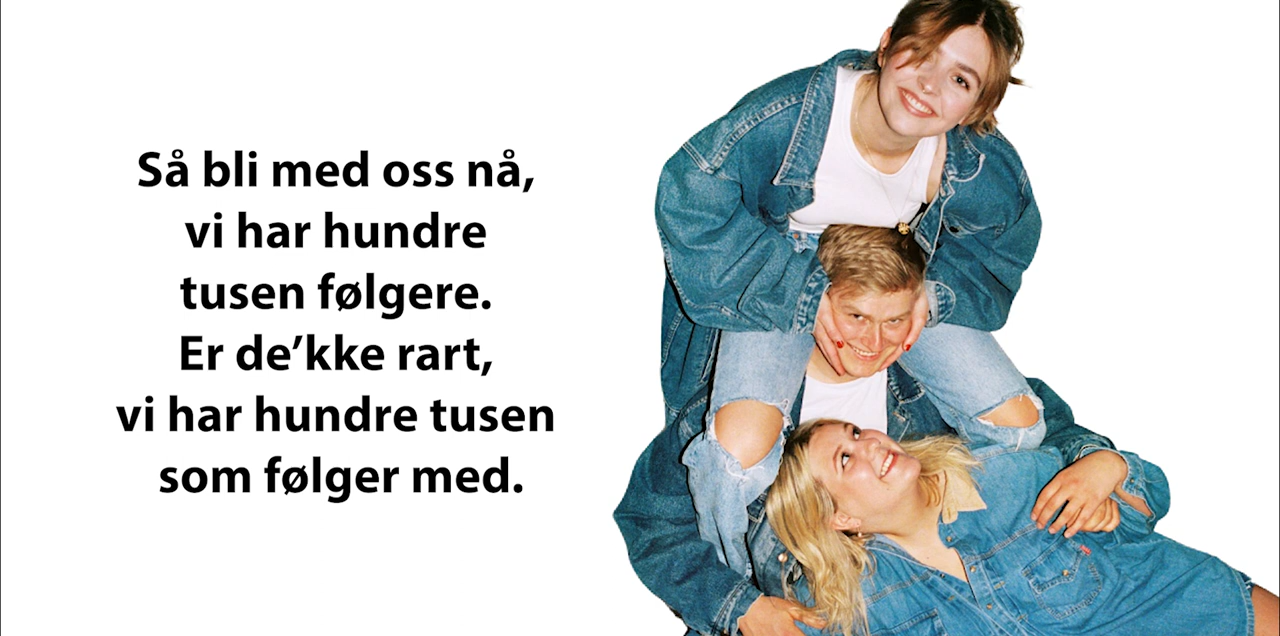 Så bli med oss nå,
vi har hundre
tusen følgere.
Er de’kke rart,
vi har hundre tusen
som følger med.